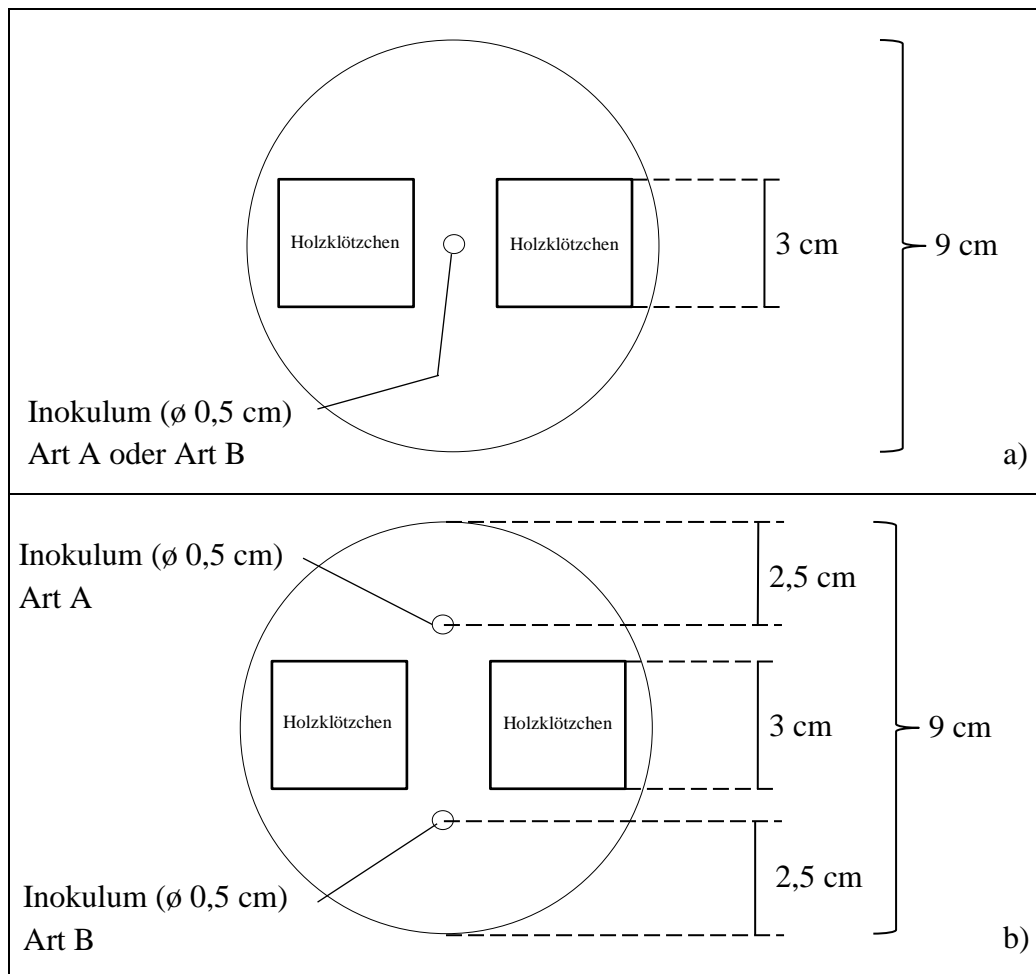 Holzklötzchen
Holzklötzchen
3 cm
9 cm
Inokulum (ø 0,5 cm)
Art A oder Art B
a)
Inokulum (ø 0,5 cm)
Art A
2,5 cm
Holzklötzchen
Holzklötzchen
3 cm
9 cm
2,5 cm
Inokulum (ø 0,5 cm)
Art B
b)